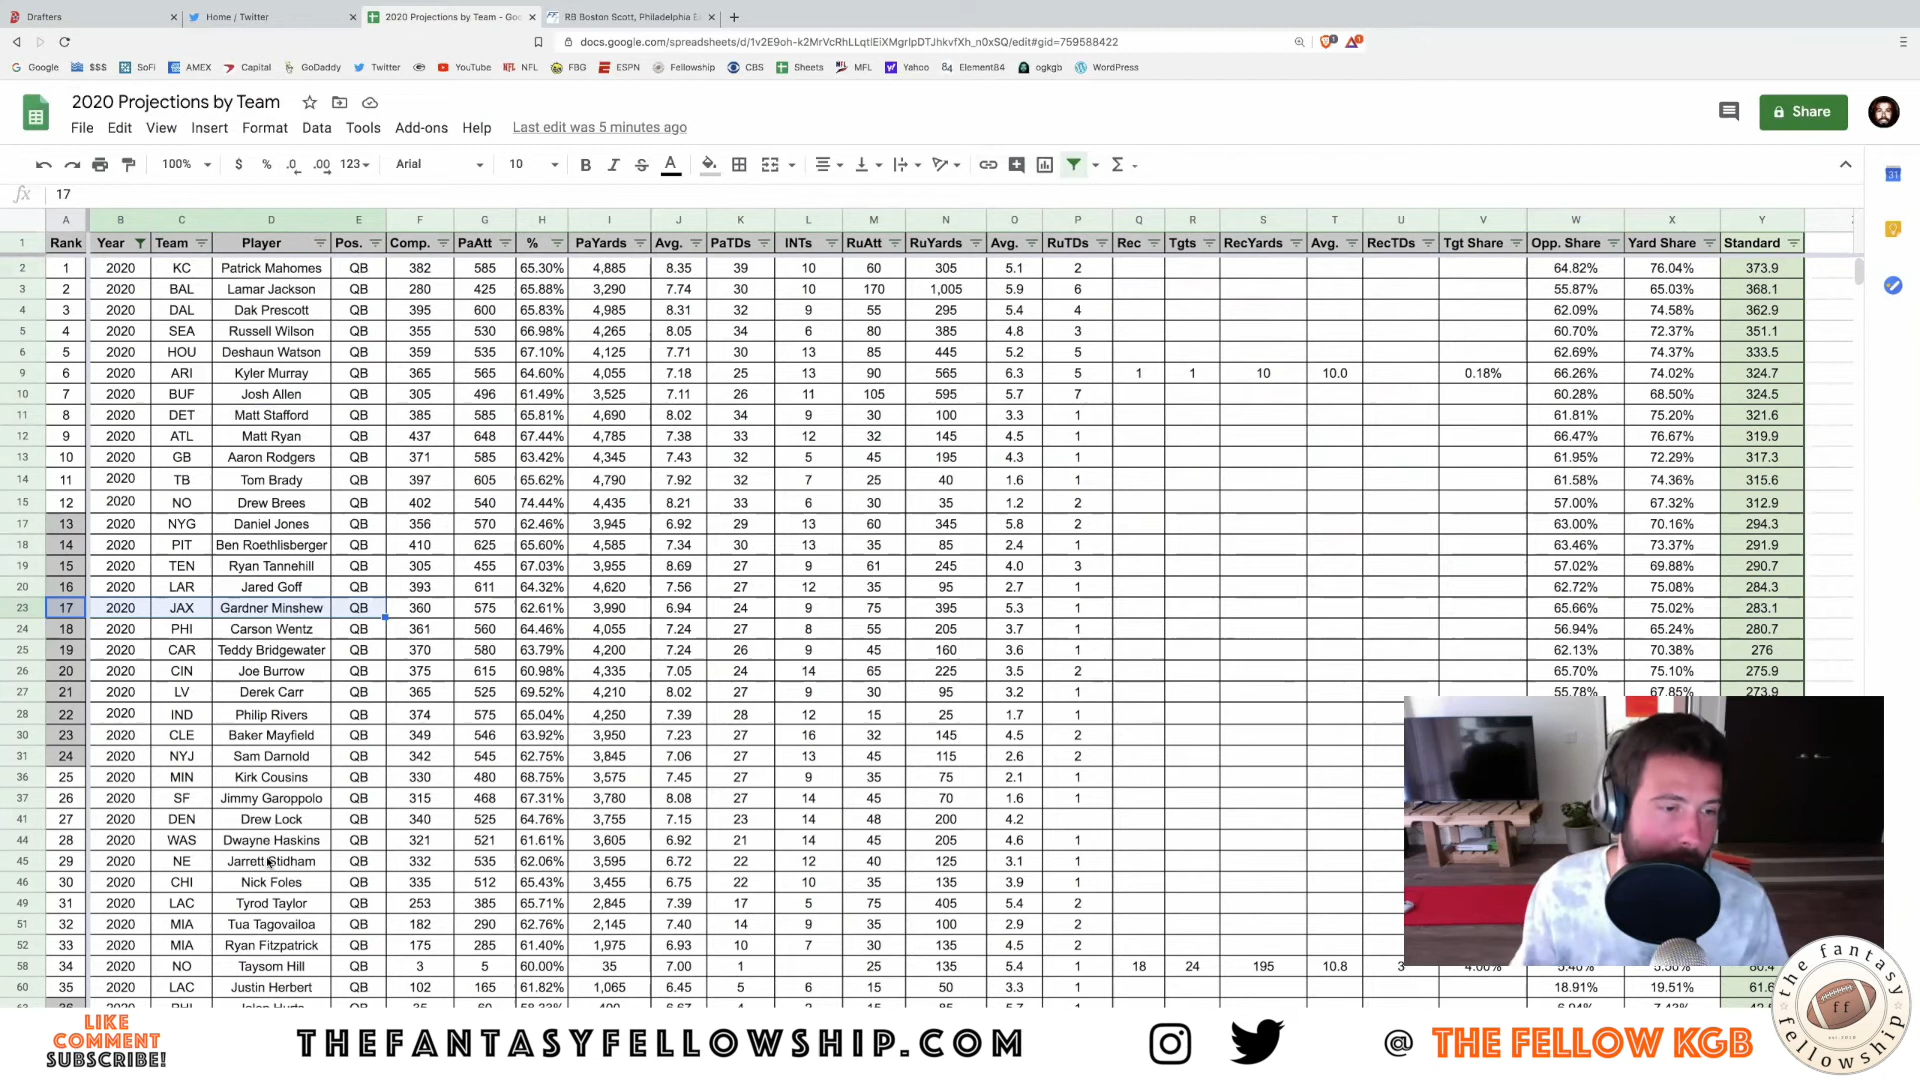 Drafters × Home / Twitter × 2020 Projections by Team - Goo × RB Boston Scott, Philadelphia Ea × +
docs.google.com/spreadsheets/d/1v2E9oh-k2MrVcRhLLqtlEiXMgrlpDTJhkvfXh_n0xSQ/edit#gid=759588422
Google $$$ SoFi AMEX Capital GoDaddy Twitter YouTube NFL FBG ESPN Fellowship CBS Sheets MFL Yahoo Element84 ogkgb WordPress
2020 Projections by Team
Share
File Edit View Insert Format Data Tools Add-ons Help Last edit was 5 minutes ago
100% $ % .0 .00 123 Arial 10 B I S A Σ
fx 17
A B C D E F G H I J K L M N O P Q R S T U V W X Y
1 Rank Year Team Player Pos. Comp. PaAtt % PaYards Avg. PaTDs INTs RuAtt RuYards Avg. RuTDs Rec Tgts RecYards Avg. RecTDs Tgt Share Opp. Share Yard Share Standard
2 1 2020 KC Patrick Mahomes QB 382 585 65.30% 4,885 8.35 39 10 60 305 5.1 2 64.82% 76.04% 373.9
3 2 2020 BAL Lamar Jackson QB 280 425 65.88% 3,290 7.74 30 10 170 1,005 5.9 6 55.87% 65.03% 368.1
4 3 2020 DAL Dak Prescott QB 395 600 65.83% 4,985 8.31 32 9 55 295 5.4 4 62.09% 74.58% 362.9
5 4 2020 SEA Russell Wilson QB 355 530 66.98% 4,265 8.05 34 6 80 385 4.8 3 60.70% 72.37% 351.1
6 5 2020 HOU Deshaun Watson QB 359 535 67.10% 4,125 7.71 30 13 85 445 5.2 5 62.69% 74.37% 333.5
9 6 2020 ARI Kyler Murray QB 365 565 64.60% 4,055 7.18 25 13 90 565 6.3 5 1 1 10 10.0 0.18% 66.26% 74.02% 324.7
10 7 2020 BUF Josh Allen QB 305 496 61.49% 3,525 7.11 26 11 105 595 5.7 7 60.28% 68.50% 324.5
11 8 2020 DET Matt Stafford QB 385 585 65.81% 4,690 8.02 34 9 30 100 3.3 1 61.81% 75.20% 321.6
12 9 2020 ATL Matt Ryan QB 437 648 67.44% 4,785 7.38 33 12 32 145 4.5 1 66.47% 76.67% 319.9
13 10 2020 GB Aaron Rodgers QB 371 585 63.42% 4,345 7.43 32 5 45 195 4.3 1 61.95% 72.29% 317.3
14 11 2020 TB Tom Brady QB 397 605 65.62% 4,790 7.92 32 7 25 40 1.6 1 61.58% 74.36% 315.6
15 12 2020 NO Drew Brees QB 402 540 74.44% 4,435 8.21 33 6 30 35 1.2 2 57.00% 67.32% 312.9
17 13 2020 NYG Daniel Jones QB 356 570 62.46% 3,945 6.92 29 13 60 345 5.8 2 63.00% 70.16% 294.3
18 14 2020 PIT Ben Roethlisberger QB 410 625 65.60% 4,585 7.34 30 13 35 85 2.4 1 63.46% 73.37% 291.9
19 15 2020 TEN Ryan Tannehill QB 305 455 67.03% 3,955 8.69 27 9 61 245 4.0 3 57.02% 69.88% 290.7
20 16 2020 LAR Jared Goff QB 393 611 64.32% 4,620 7.56 27 12 35 95 2.7 1 62.72% 75.08% 284.3
23 17 2020 JAX Gardner Minshew QB 360 575 62.61% 3,990 6.94 24 9 75 395 5.3 1 65.66% 75.02% 283.1
24 18 2020 PHI Carson Wentz QB 361 560 64.46% 4,055 7.24 27 8 55 205 3.7 1 56.94% 65.24% 280.7
25 19 2020 CAR Teddy Bridgewater QB 370 580 63.79% 4,200 7.24 26 9 45 160 3.6 1 62.13% 70.38% 276
26 20 2020 CIN Joe Burrow QB 375 615 60.98% 4,335 7.05 24 14 65 225 3.5 2 65.70% 75.10% 275.9
27 21 2020 LV Derek Carr QB 365 525 69.52% 4,210 8.02 27 9 30 95 3.2 1 55.78% 67.85% 273.9
28 22 2020 IND Philip Rivers QB 374 575 65.04% 4,250 7.39 28 12 15 25 1.7 1
30 23 2020 CLE Baker Mayfield QB 349 546 63.92% 3,950 7.23 27 16 32 145 4.5 2
31 24 2020 NYJ Sam Darnold QB 342 545 62.75% 3,845 7.06 27 13 45 115 2.6 2
36 25 2020 MIN Kirk Cousins QB 330 480 68.75% 3,575 7.45 27 9 35 75 2.1 1
37 26 2020 SF Jimmy Garoppolo QB 315 468 67.31% 3,780 8.08 27 14 45 70 1.6 1
41 27 2020 DEN Drew Lock QB 340 525 64.76% 3,755 7.15 23 14 48 200 4.2
44 28 2020 WAS Dwayne Haskins QB 321 521 61.61% 3,605 6.92 21 14 45 205 4.6 1
45 29 2020 NE Jarrett Stidham QB 332 535 62.06% 3,595 6.72 22 12 40 125 3.1 1
46 30 2020 CHI Nick Foles QB 335 512 65.43% 3,455 6.75 22 10 35 135 3.9 1
49 31 2020 LAC Tyrod Taylor QB 253 385 65.71% 2,845 7.39 17 5 75 405 5.4 2
51 32 2020 MIA Tua Tagovailoa QB 182 290 62.76% 2,145 7.40 14 9 35 100 2.9 2
52 33 2020 MIA Ryan Fitzpatrick QB 175 285 61.40% 1,975 6.93 10 7 30 135 4.5 2
58 34 2020 NO Taysom Hill QB 3 5 60.00% 35 7.00 1 25 135 5.4 1 18 24 195 10.8 3
60 35 2020 LAC Justin Herbert QB 102 165 61.82% 1,065 6.45 5 6 15 50 3.3 1 18.91% 19.51% 61.6
LIKE
COMMENT
SUBSCRIBE!
THEFANTASYFELLOWSHIP.COM
@ THE FELLOW KGB
the fantasy
ff
fellowship